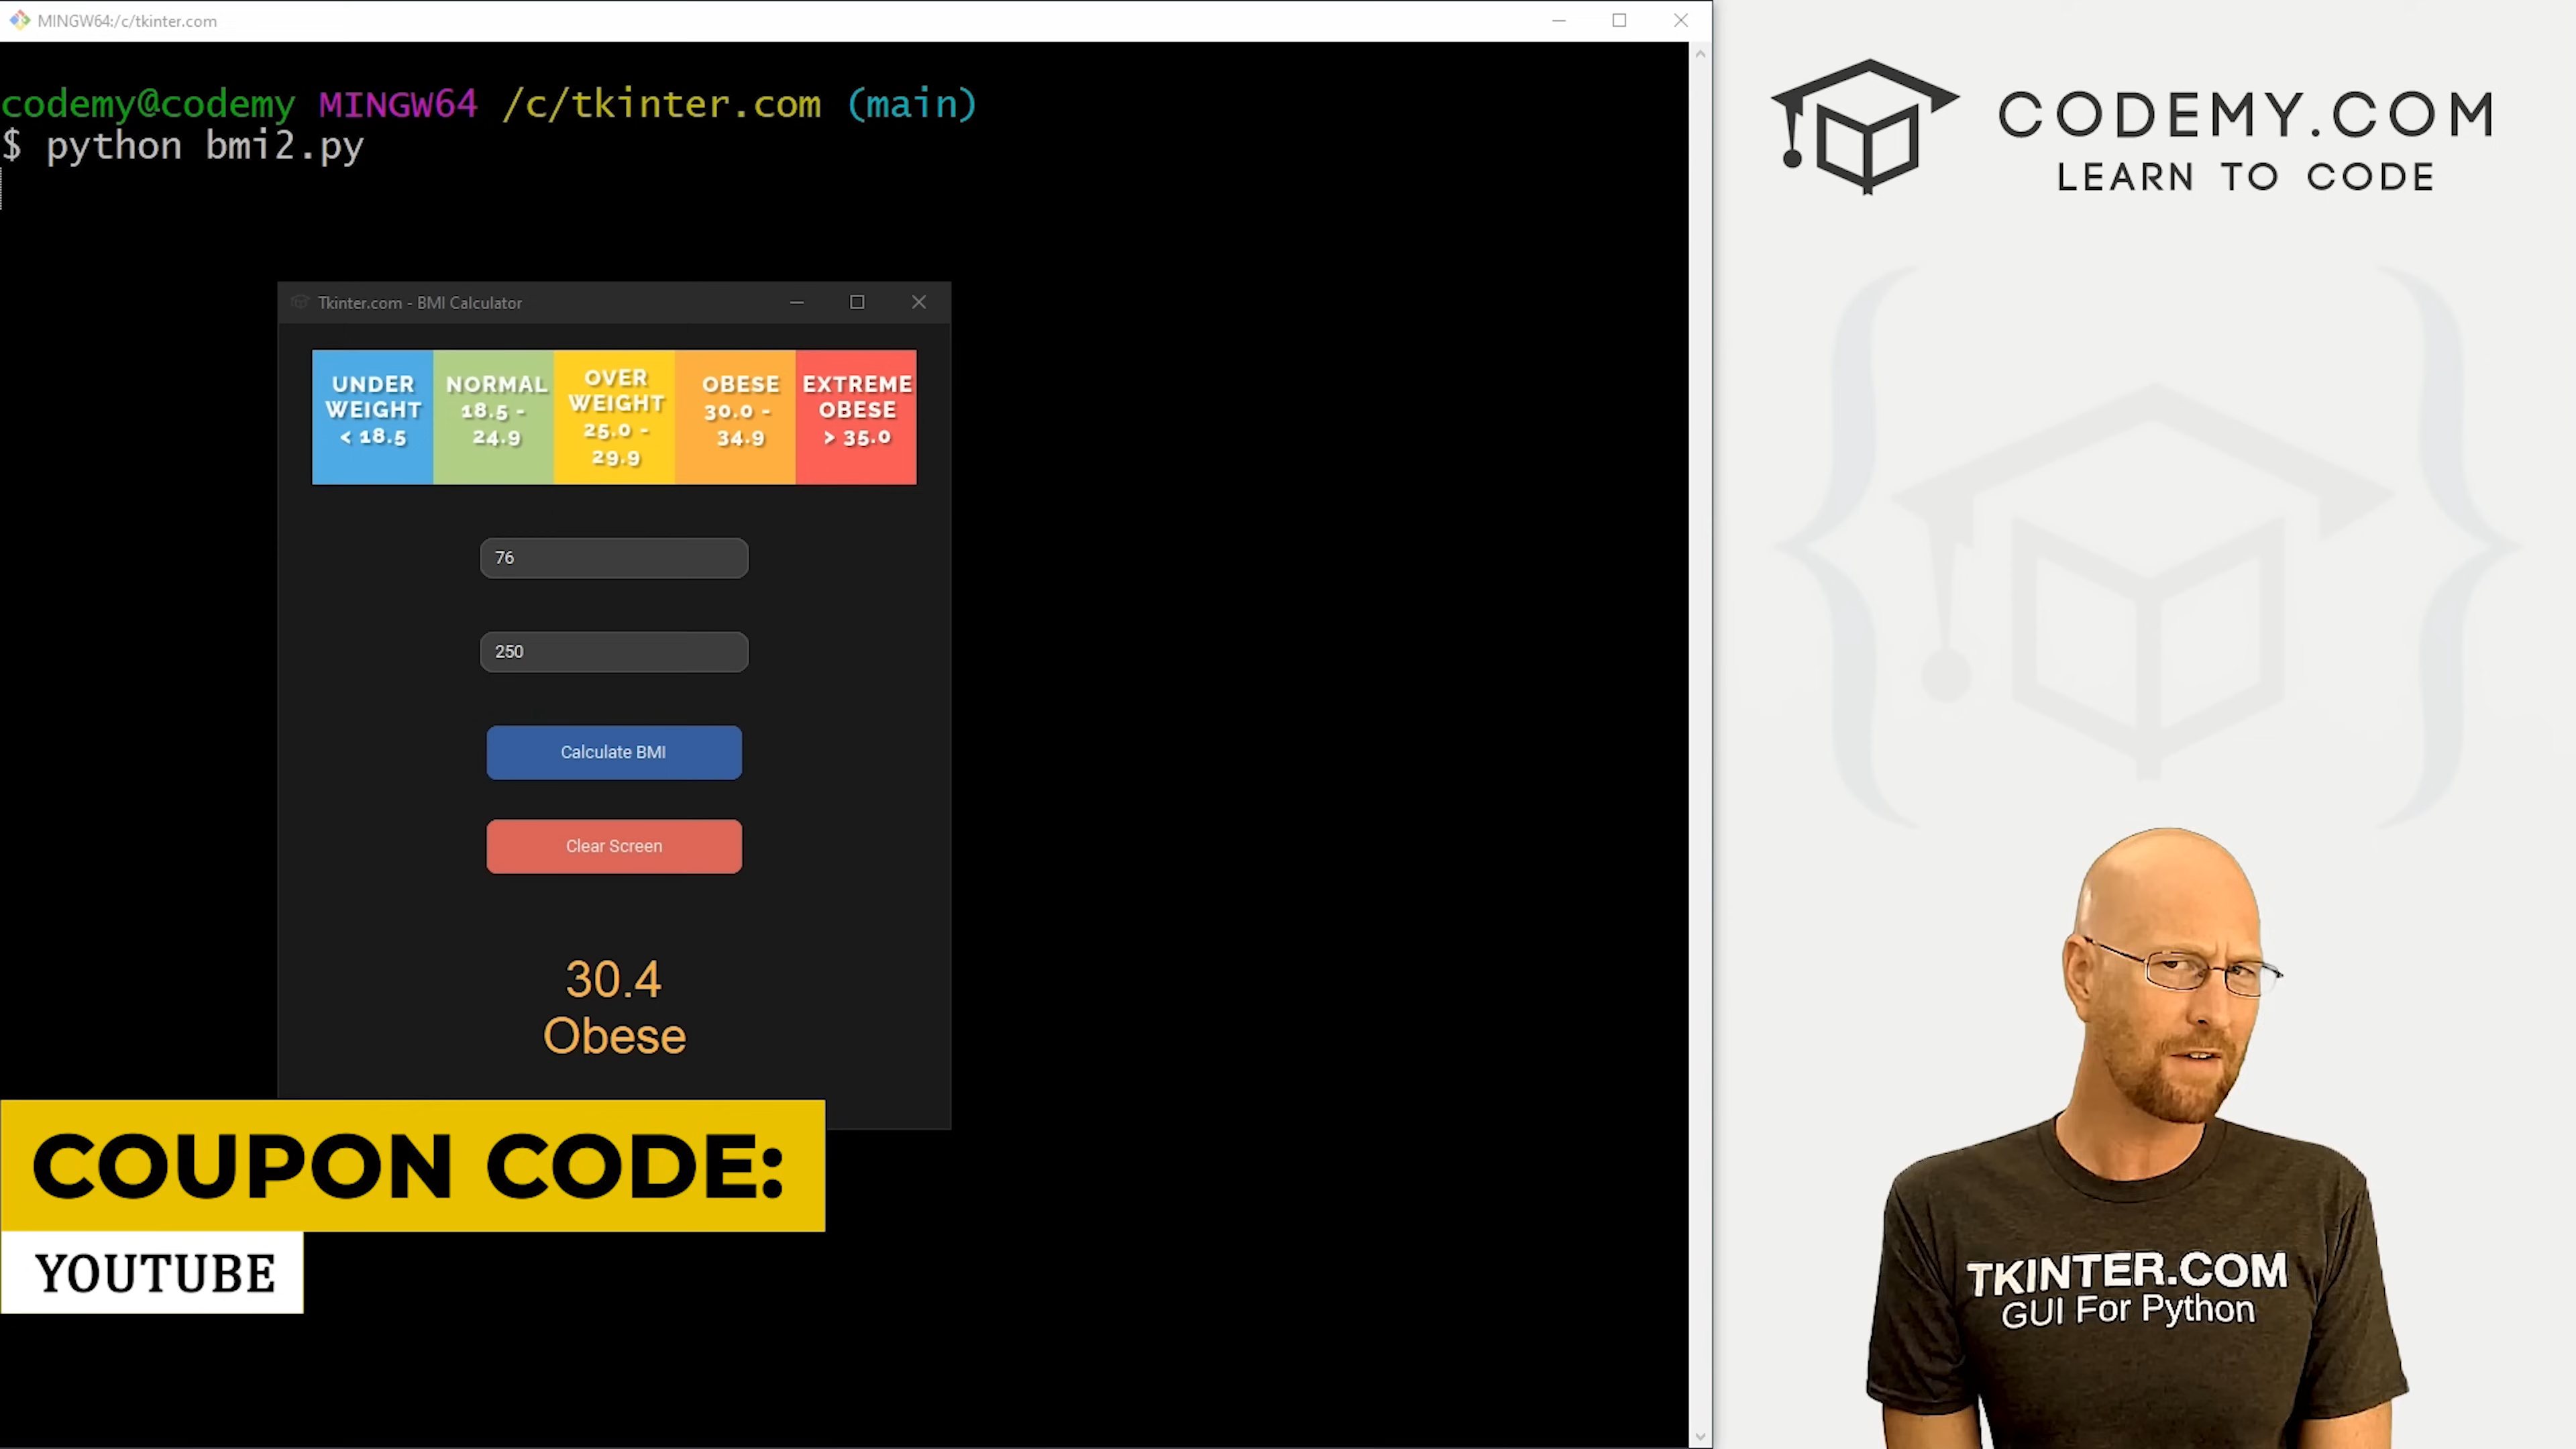 MINGW64:/c/tkinter.com
codemy@codemy MINGW64 /c/tkinter.com (main)
$ python bmi2.py
Tkinter.com - BMI Calculator
UNDER
WEIGHT
< 18.5
NORMAL
18.5 -
24.9
OVER
WEIGHT
25.0 -
29.9
OBESE
30.0 -
34.9
EXTREME
OBESE
> 35.0
76
250
Calculate BMI
Clear Screen
30.4
Obese
COUPON CODE:
YOUTUBE
CODEMY.COM
LEARN TO CODE
TKINTER.COM
GUI For Python